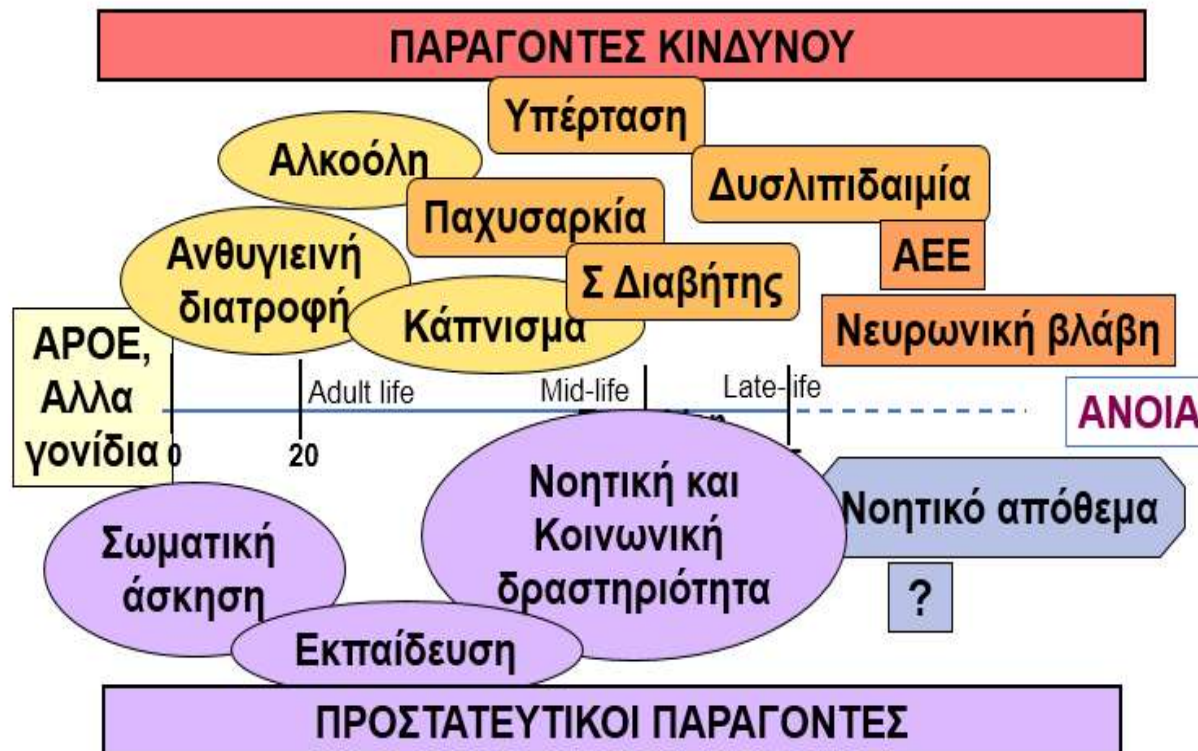 ΠΑΡΑΓΟΝΤΕΣ ΚΙΝΔΥΝΟΥ
Υπέρταση
Αλκοόλη
Δυσλιπιδαιμία
Παχυσαρκία
Ανθυγιεινή
διατροφή
ΑΕΕ
Σ Διαβήτης
Κάπνισμα
Νευρωνική βλάβη
APOE,
Αλλα
γονίδια
Adult life
Mid-life
Late-life
ΑΝΟΙΑ
0
20
Νοητική και
Κοινωνική
δραστηριότητα
Νοητικό απόθεμα
Σωματική
άσκηση
?
Εκπαίδευση
ΠΡΟΣΤΑΤΕΥΤΙΚΟΙ ΠΑΡΑΓΟΝΤΕΣ